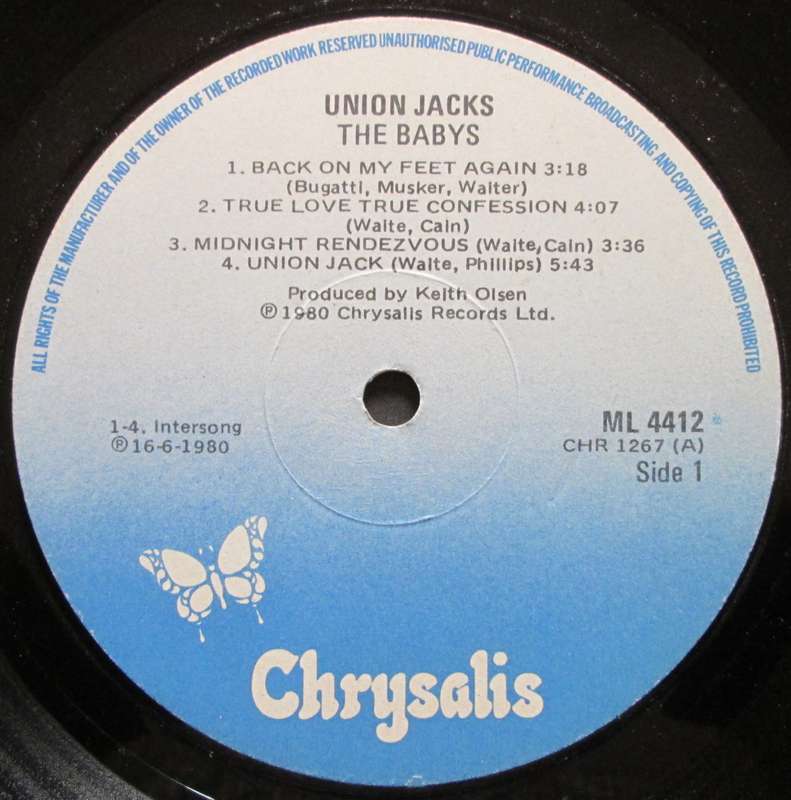 ALL RIGHTS OF THE MANUFACTURER AND OF THE OWNER OF THE RECORDED WORK RESERVED UNAUTHORISED PUBLIC PERFORMANCE BROADCASTING AND COPYING OF THIS RECORD PROHIBITED
UNION JACKS
THE BABYS
1. BACK ON MY FEET AGAIN 3:18
(Bugatti, Musker, Waiter)
2. TRUE LOVE TRUE CONFESSION 4:07
(Waite, Cain)
3. MIDNIGHT RENDEZVOUS (Waite, Cain) 3:36
4. UNION JACK (Waite, Phillips) 5:43
Produced by Keith Olsen
℗ 1980 Chrysalis Records Ltd.
1-4. Intersong
℗ 16-6-1980
ML 4412
CHR 1267 (A)
Side 1
Chrysalis